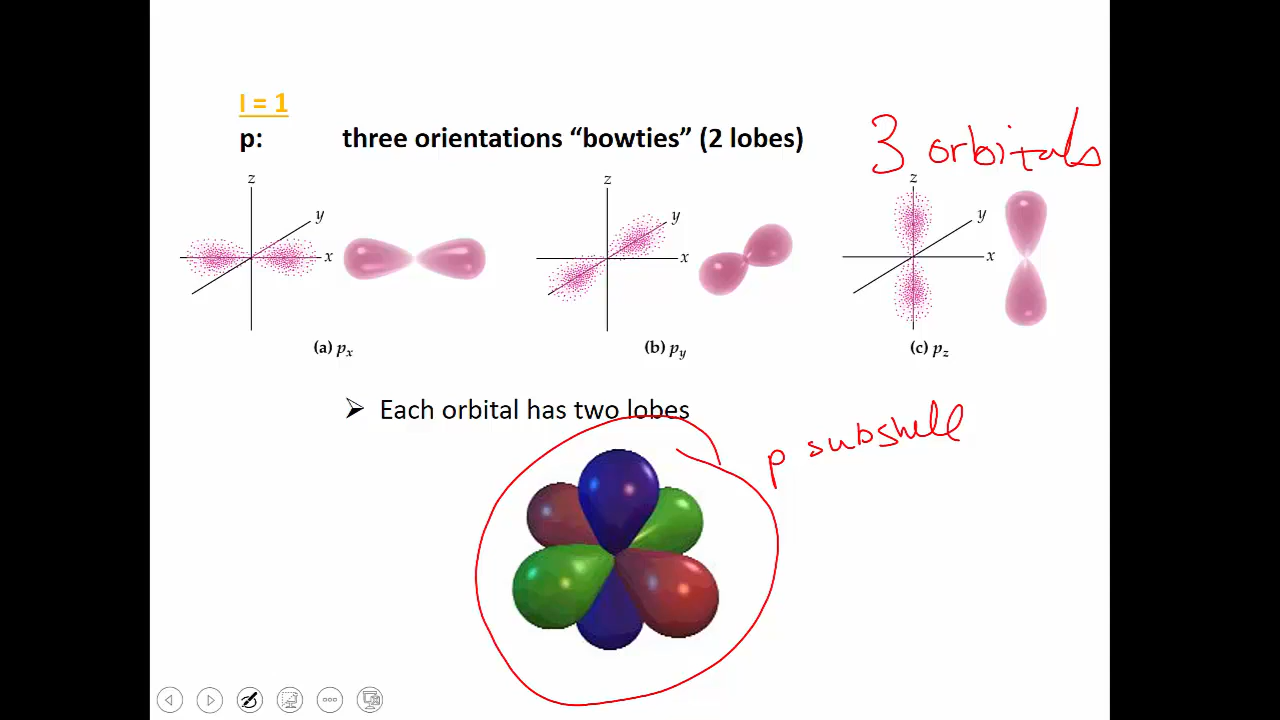 l = 1
p: three orientations “bowties” (2 lobes)
3 orbitals
z
y
x
z
y
x
z
y
x
(a) px
(b) py
(c) pz
➢ Each orbital has two lobes
p subshell